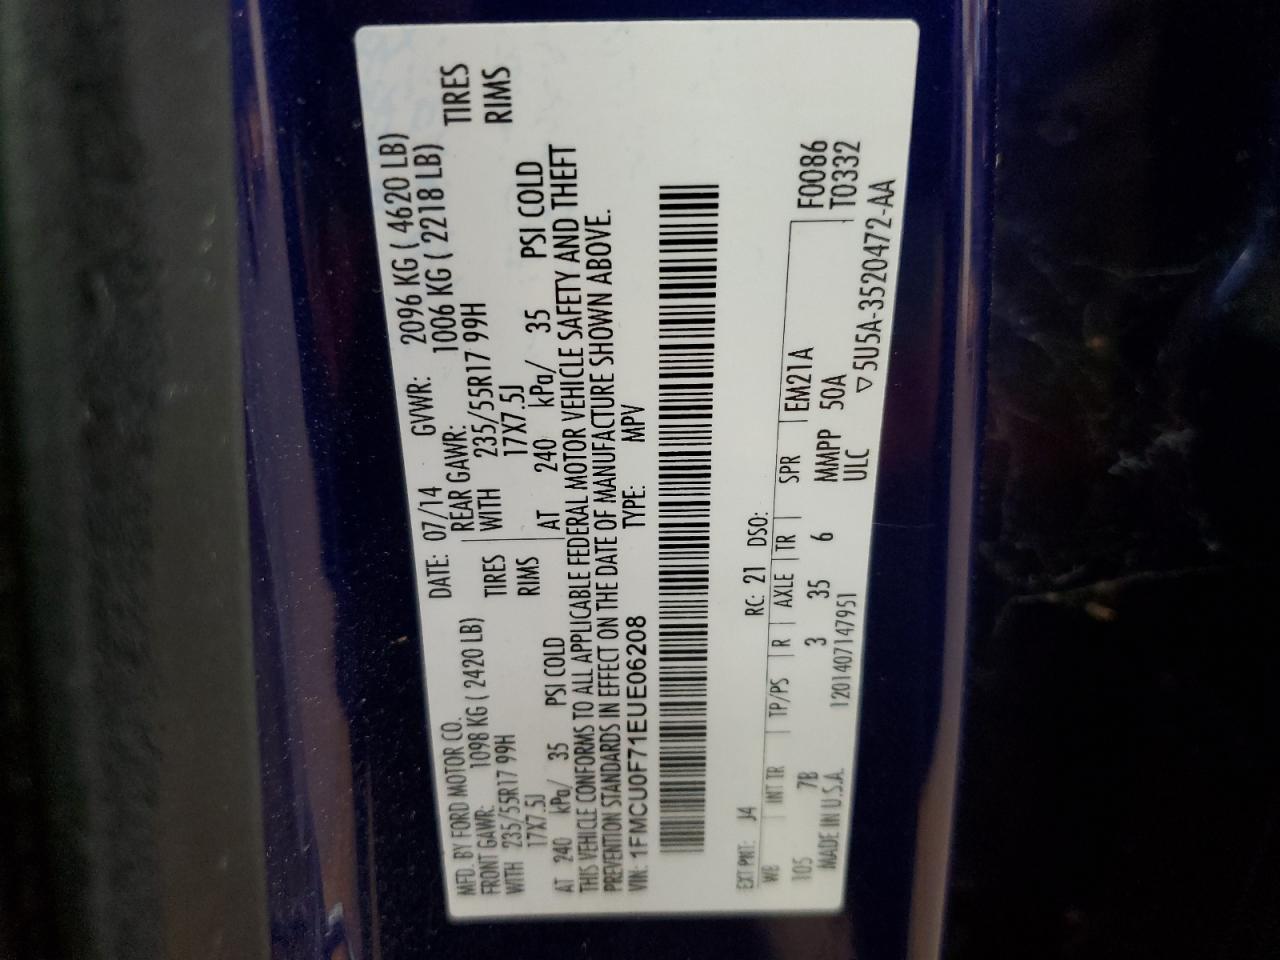 MFD. BY FORD MOTOR CO.
DATE: 07/14 GVWR: 2096 KG ( 4620 LB)
FRONT GAWR: 1098 KG ( 2420 LB) REAR GAWR: 1006 KG ( 2218 LB)
WITH 235/55R17 99H TIRES WITH 235/55R17 99H TIRES
17X7.5J RIMS 17X7.5J RIMS
AT 240 kPa/ 35 PSI COLD AT 240 kPa/ 35 PSI COLD
THIS VEHICLE CONFORMS TO ALL APPLICABLE FEDERAL MOTOR VEHICLE SAFETY AND THEFT
PREVENTION STANDARDS IN EFFECT ON THE DATE OF MANUFACTURE SHOWN ABOVE.
VIN: 1FMCU0F71EUE06208 TYPE: MPV
EXT PNT: J4 RC: 21 DSO:
WB INT TR TP/PS R AXLE TR SPR EM21A F0086
105 7B 3 35 6 MMPP 50A T0332
MADE IN U.S.A. 120140714795​1 ULC ▽5U5A-3520472-AA